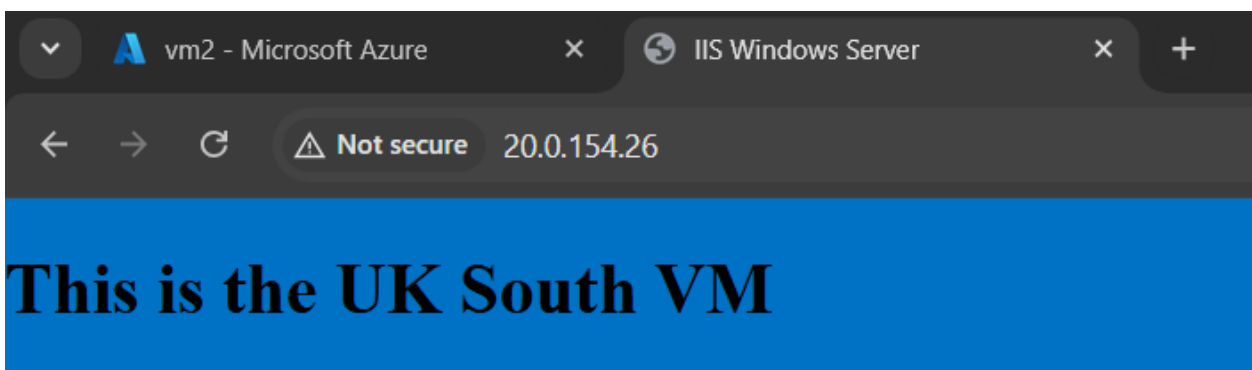 vm2 - Microsoft Azure
IIS Windows Server
Not secure 20.0.154.26
This is the UK South VM